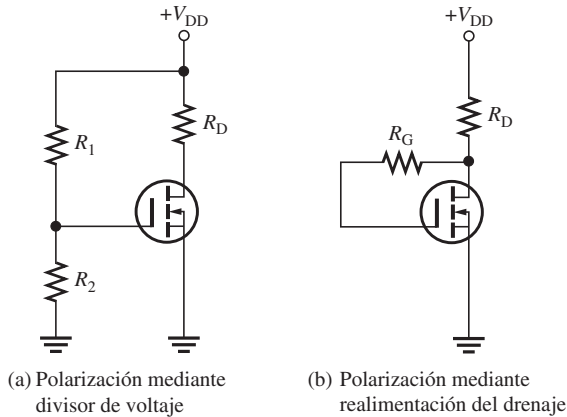 +V_DD
R_D
R_1
R_2
(a) Polarización mediante
divisor de voltaje
+V_DD
R_D
R_G
(b) Polarización mediante
realimentación del drenaje